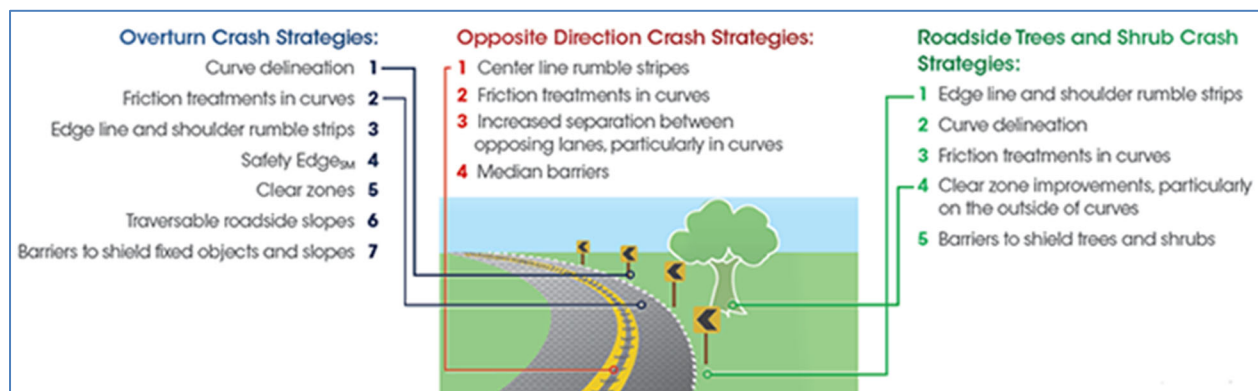 Overturn Crash Strategies:
Curve delineation 1
Friction treatments in curves 2
Edge line and shoulder rumble strips 3
Safety EdgeSM 4
Clear zones 5
Traversable roadside slopes 6
Barriers to shield fixed objects and slopes 7
Opposite Direction Crash Strategies:
1 Center line rumble stripes
2 Friction treatments in curves
3 Increased separation between
opposing lanes, particularly in curves
4 Median barriers
Roadside Trees and Shrub Crash
Strategies:
1 Edge line and shoulder rumble strips
2 Curve delineation
3 Friction treatments in curves
4 Clear zone improvements, particularly
on the outside of curves
5 Barriers to shield trees and shrubs